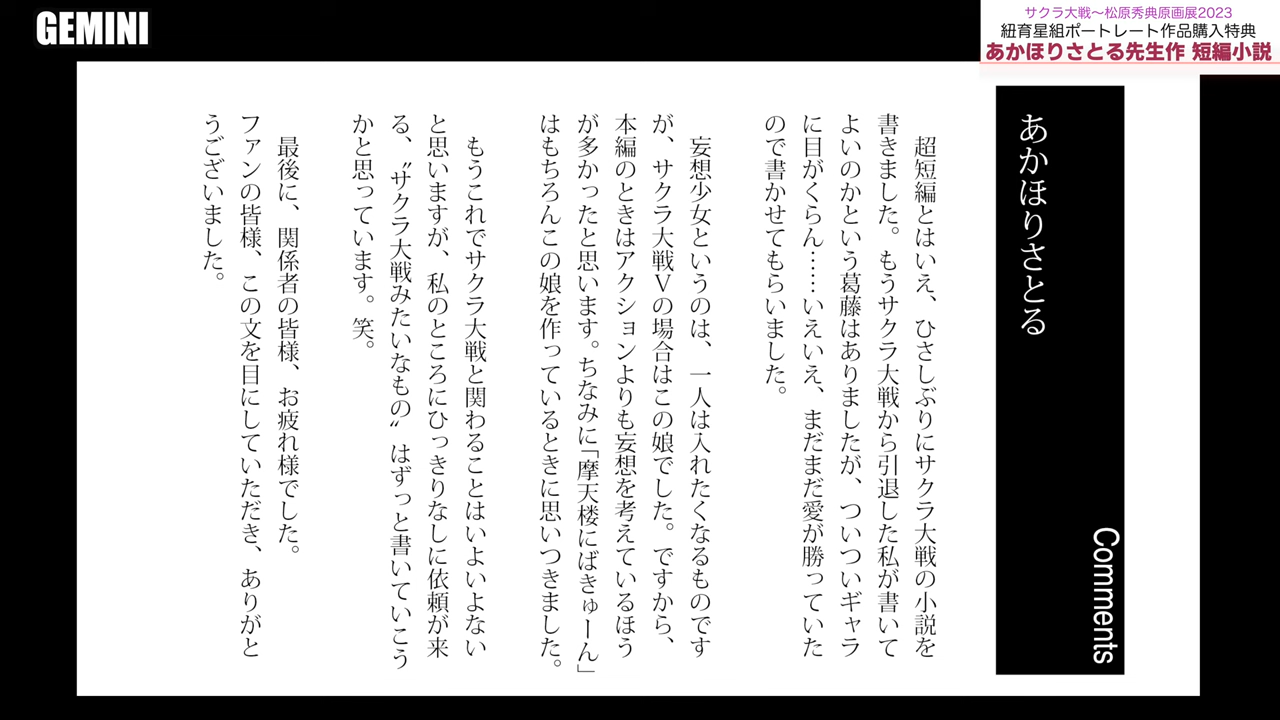 GEMINI
サクラ大戦～松原秀典原画展2023
紐育星組ポートレート作品購入特典
あかほりさとる先生作 短編小説
あかほりさとる
Comments
超短編とはいえ、ひさしぶりにサクラ大戦の小説を
書きました。もうサクラ大戦から引退した私が書いて
よいのかという葛藤はありましたが、ついついギャラ
に目がくらん……いえいえ、まだまだ愛が勝っていた
ので書かせてもらいました。
妄想少女というのは、一人は入れたくなるものです
が、サクラ大戦Ⅴの場合はこの娘でした。ですから、
本編のときはアクションよりも妄想を考えているほう
が多かったと思います。ちなみに「摩天楼にばきゅーん」
はもちろんこの娘を作っているときに思いつきました。
もうこれでサクラ大戦と関わることはいよいよない
と思いますが、私のところにひっきりなしに依頼が来
る、〝サクラ大戦みたいなもの〟はずっと書いていこう
かと思っています。笑。
最後に、関係者の皆様、お疲れ様でした。
ファンの皆様、この文を目にしていただき、ありがと
うございました。